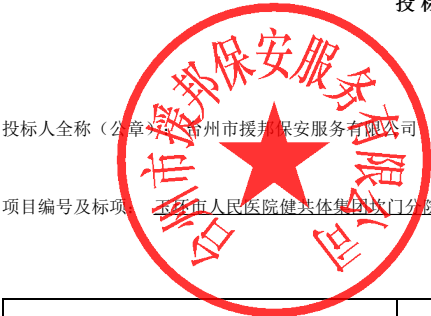 投标
投标人全称（公章）：台州市援邦保安服务有限公司
项目编号及标项：玉环市人民医院健共体集团坎门分院
台州市援邦保安服务有限公司